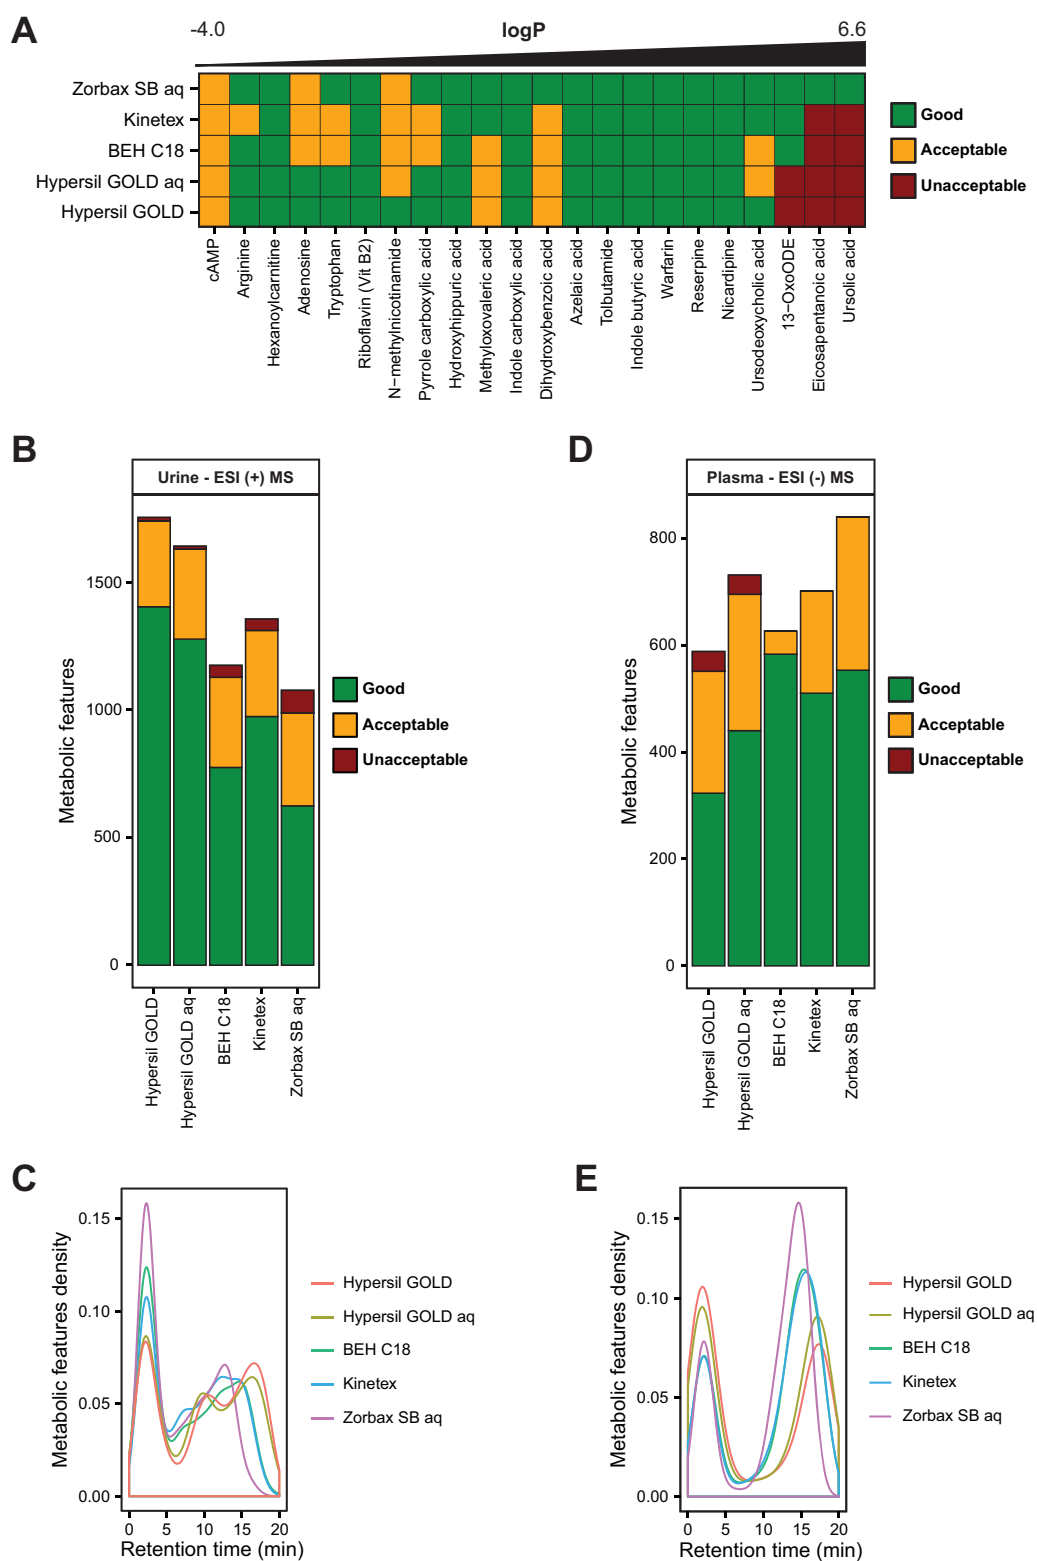 A
-4.0
logP
6.6
Zorbax SB aq
Kinetex
BEH C18
Hypersil GOLD aq
Hypersil GOLD
Good
Acceptable
Unacceptable
cAMP
Arginine
Hexanoylcarnitine
Adenosine
Tryptophan
Riboflavin (Vit B2)
N−methylnicotinamide
Pyrrole carboxylic acid
Hydroxyhippuric acid
Methyloxovaleric acid
Indole carboxylic acid
Dihydroxybenzoic acid
Azelaic acid
Tolbutamide
Indole butyric acid
Warfarin
Reserpine
Nicardipine
Ursodeoxycholic acid
13−OxoODE
Eicosapentanoic acid
Ursolic acid
B
Urine - ESI (+) MS
Metabolic features
1500
1000
500
0
Hypersil GOLD
Hypersil GOLD aq
BEH C18
Kinetex
Zorbax SB aq
Good
Acceptable
Unacceptable
D
Plasma - ESI (-) MS
Metabolic features
800
600
400
200
0
Hypersil GOLD
Hypersil GOLD aq
BEH C18
Kinetex
Zorbax SB aq
Good
Acceptable
Unacceptable
C
Metabolic features density
0.15
0.10
0.05
0.00
0 5 10 15 20
Retention time (min)
Hypersil GOLD
Hypersil GOLD aq
BEH C18
Kinetex
Zorbax SB aq
E
Metabolic features density
0.15
0.10
0.05
0.00
0 5 10 15 20
Retention time (min)
Hypersil GOLD
Hypersil GOLD aq
BEH C18
Kinetex
Zorbax SB aq